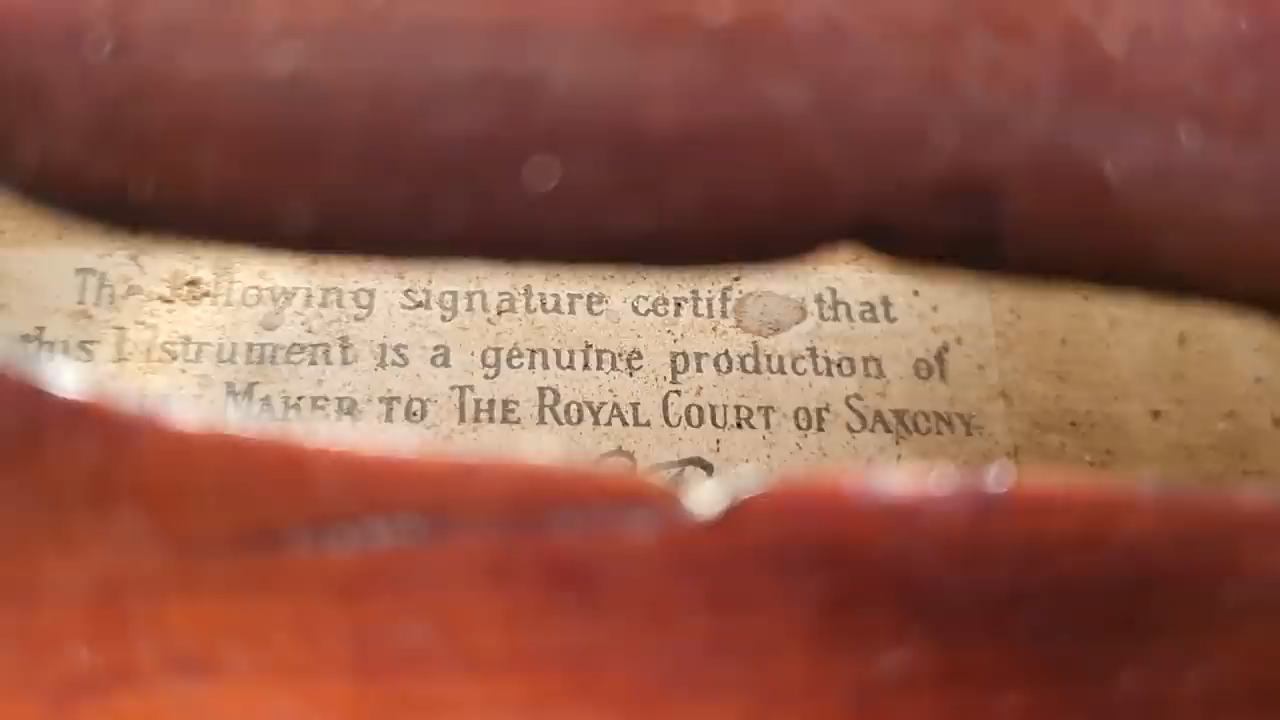 The following signature certifies that
this Instrument is a genuine production of
MAKER TO THE ROYAL COURT OF SAXONY.